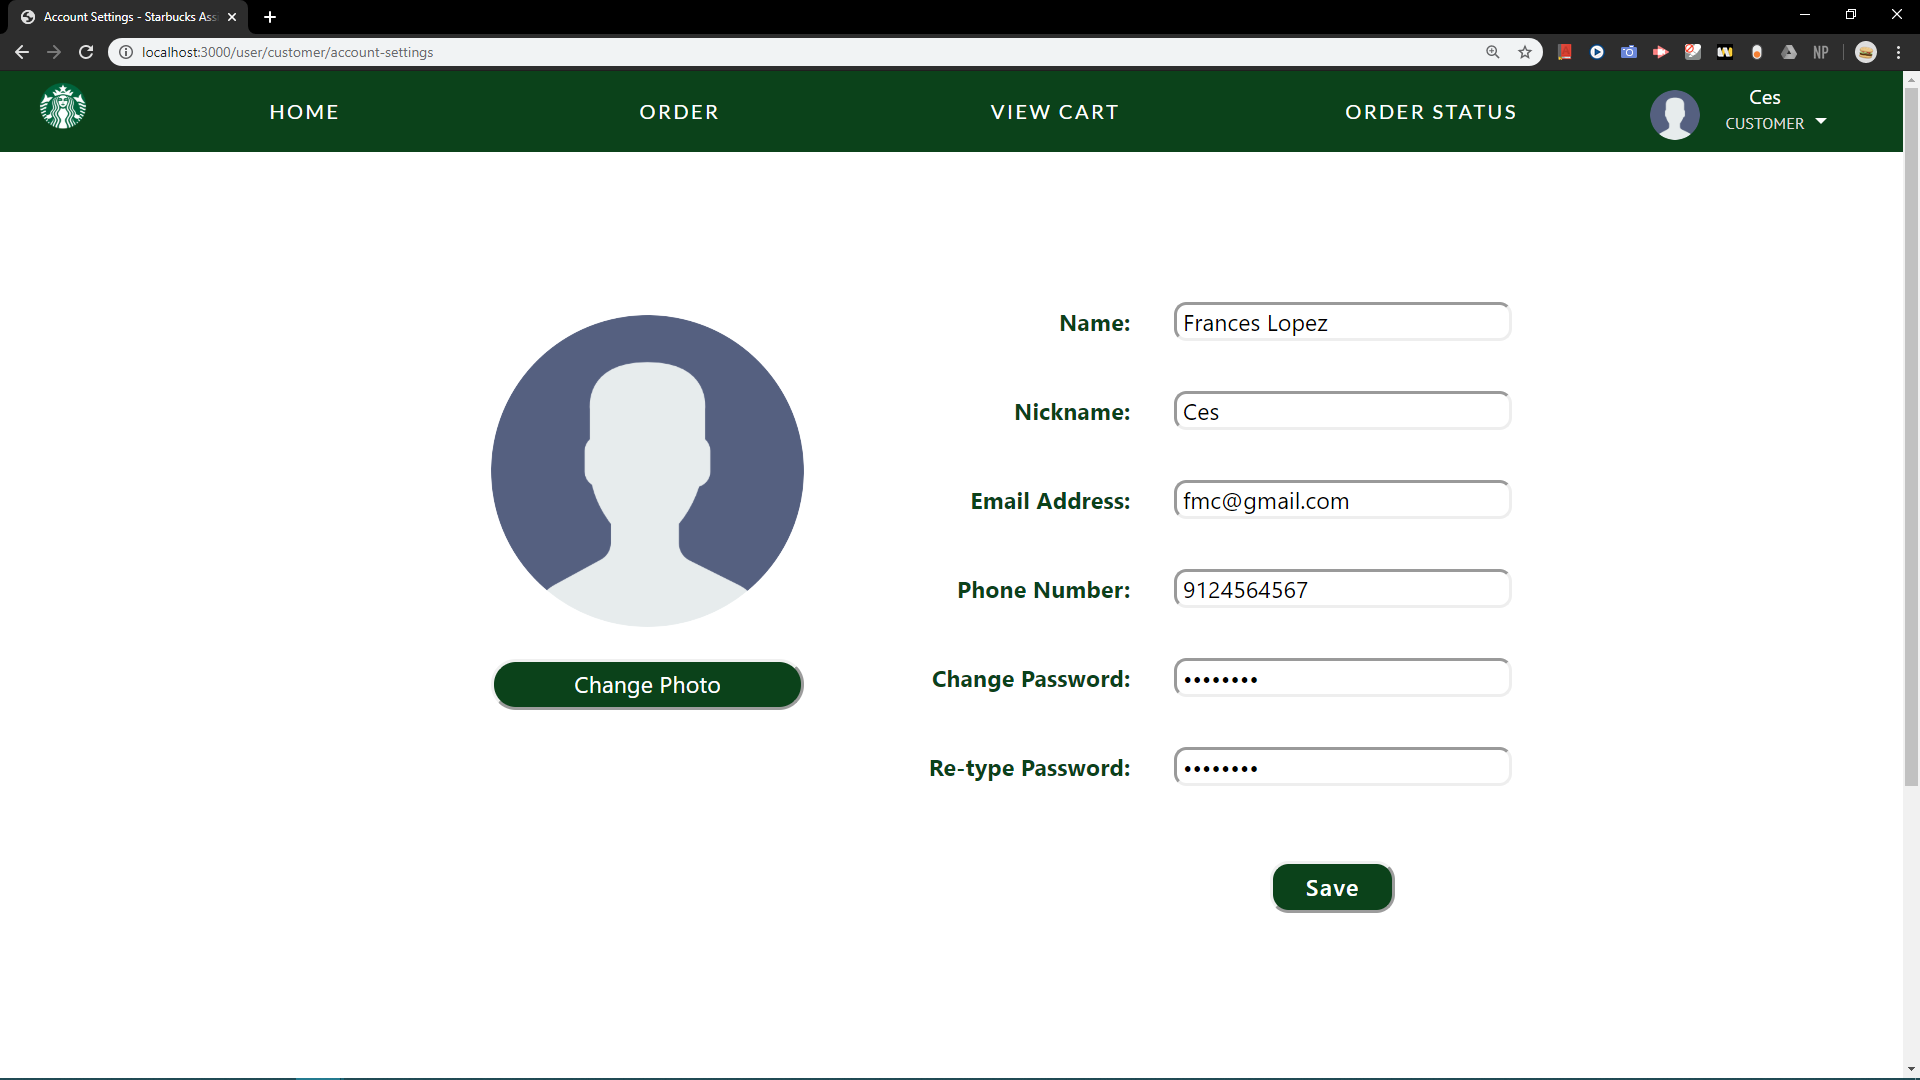 Account Settings - Starbucks Ass
localhost:3000/user/customer/account-settings
NP
HOME
ORDER
VIEW CART
ORDER STATUS
Ces
CUSTOMER
Name:
Frances Lopez
Nickname:
Ces
Email Address:
fmc@gmail.com
Phone Number:
9124564567
Change Photo
Change Password:
••••••••
Re-type Password:
••••••••
Save